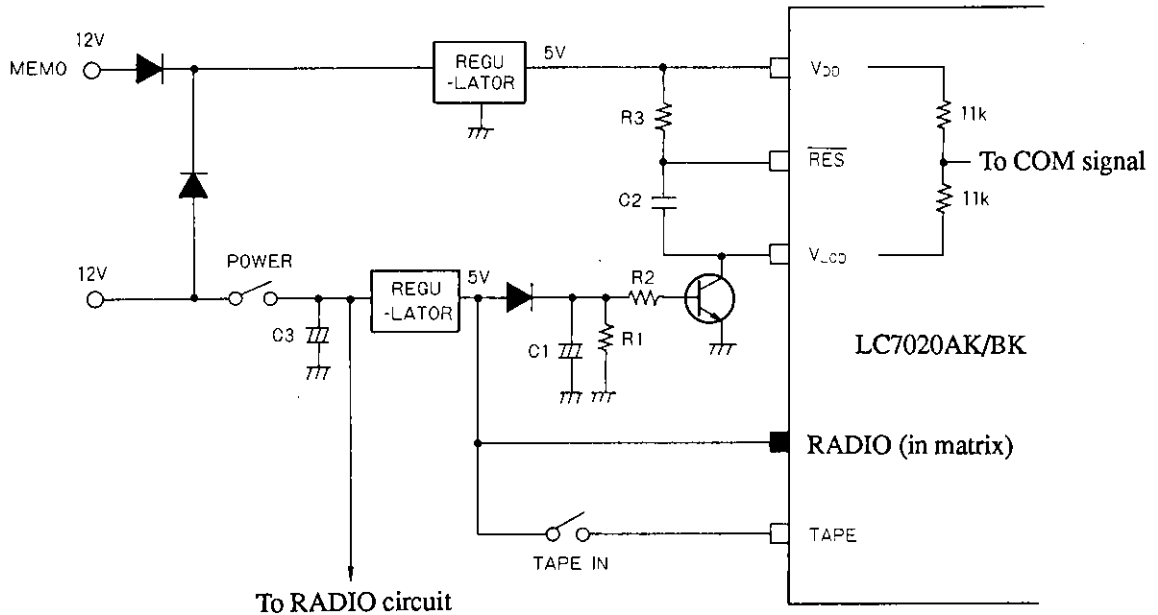 12V
MEMO
REGU
-LATOR
5V
VDD
R3
11k
RES
To COM signal
C2
11k
VLCD
12V
POWER
REGU
-LATOR
5V
R2
C3
C1
R1
LC7020AK/BK
RADIO (in matrix)
TAPE IN
TAPE
To RADIO circuit